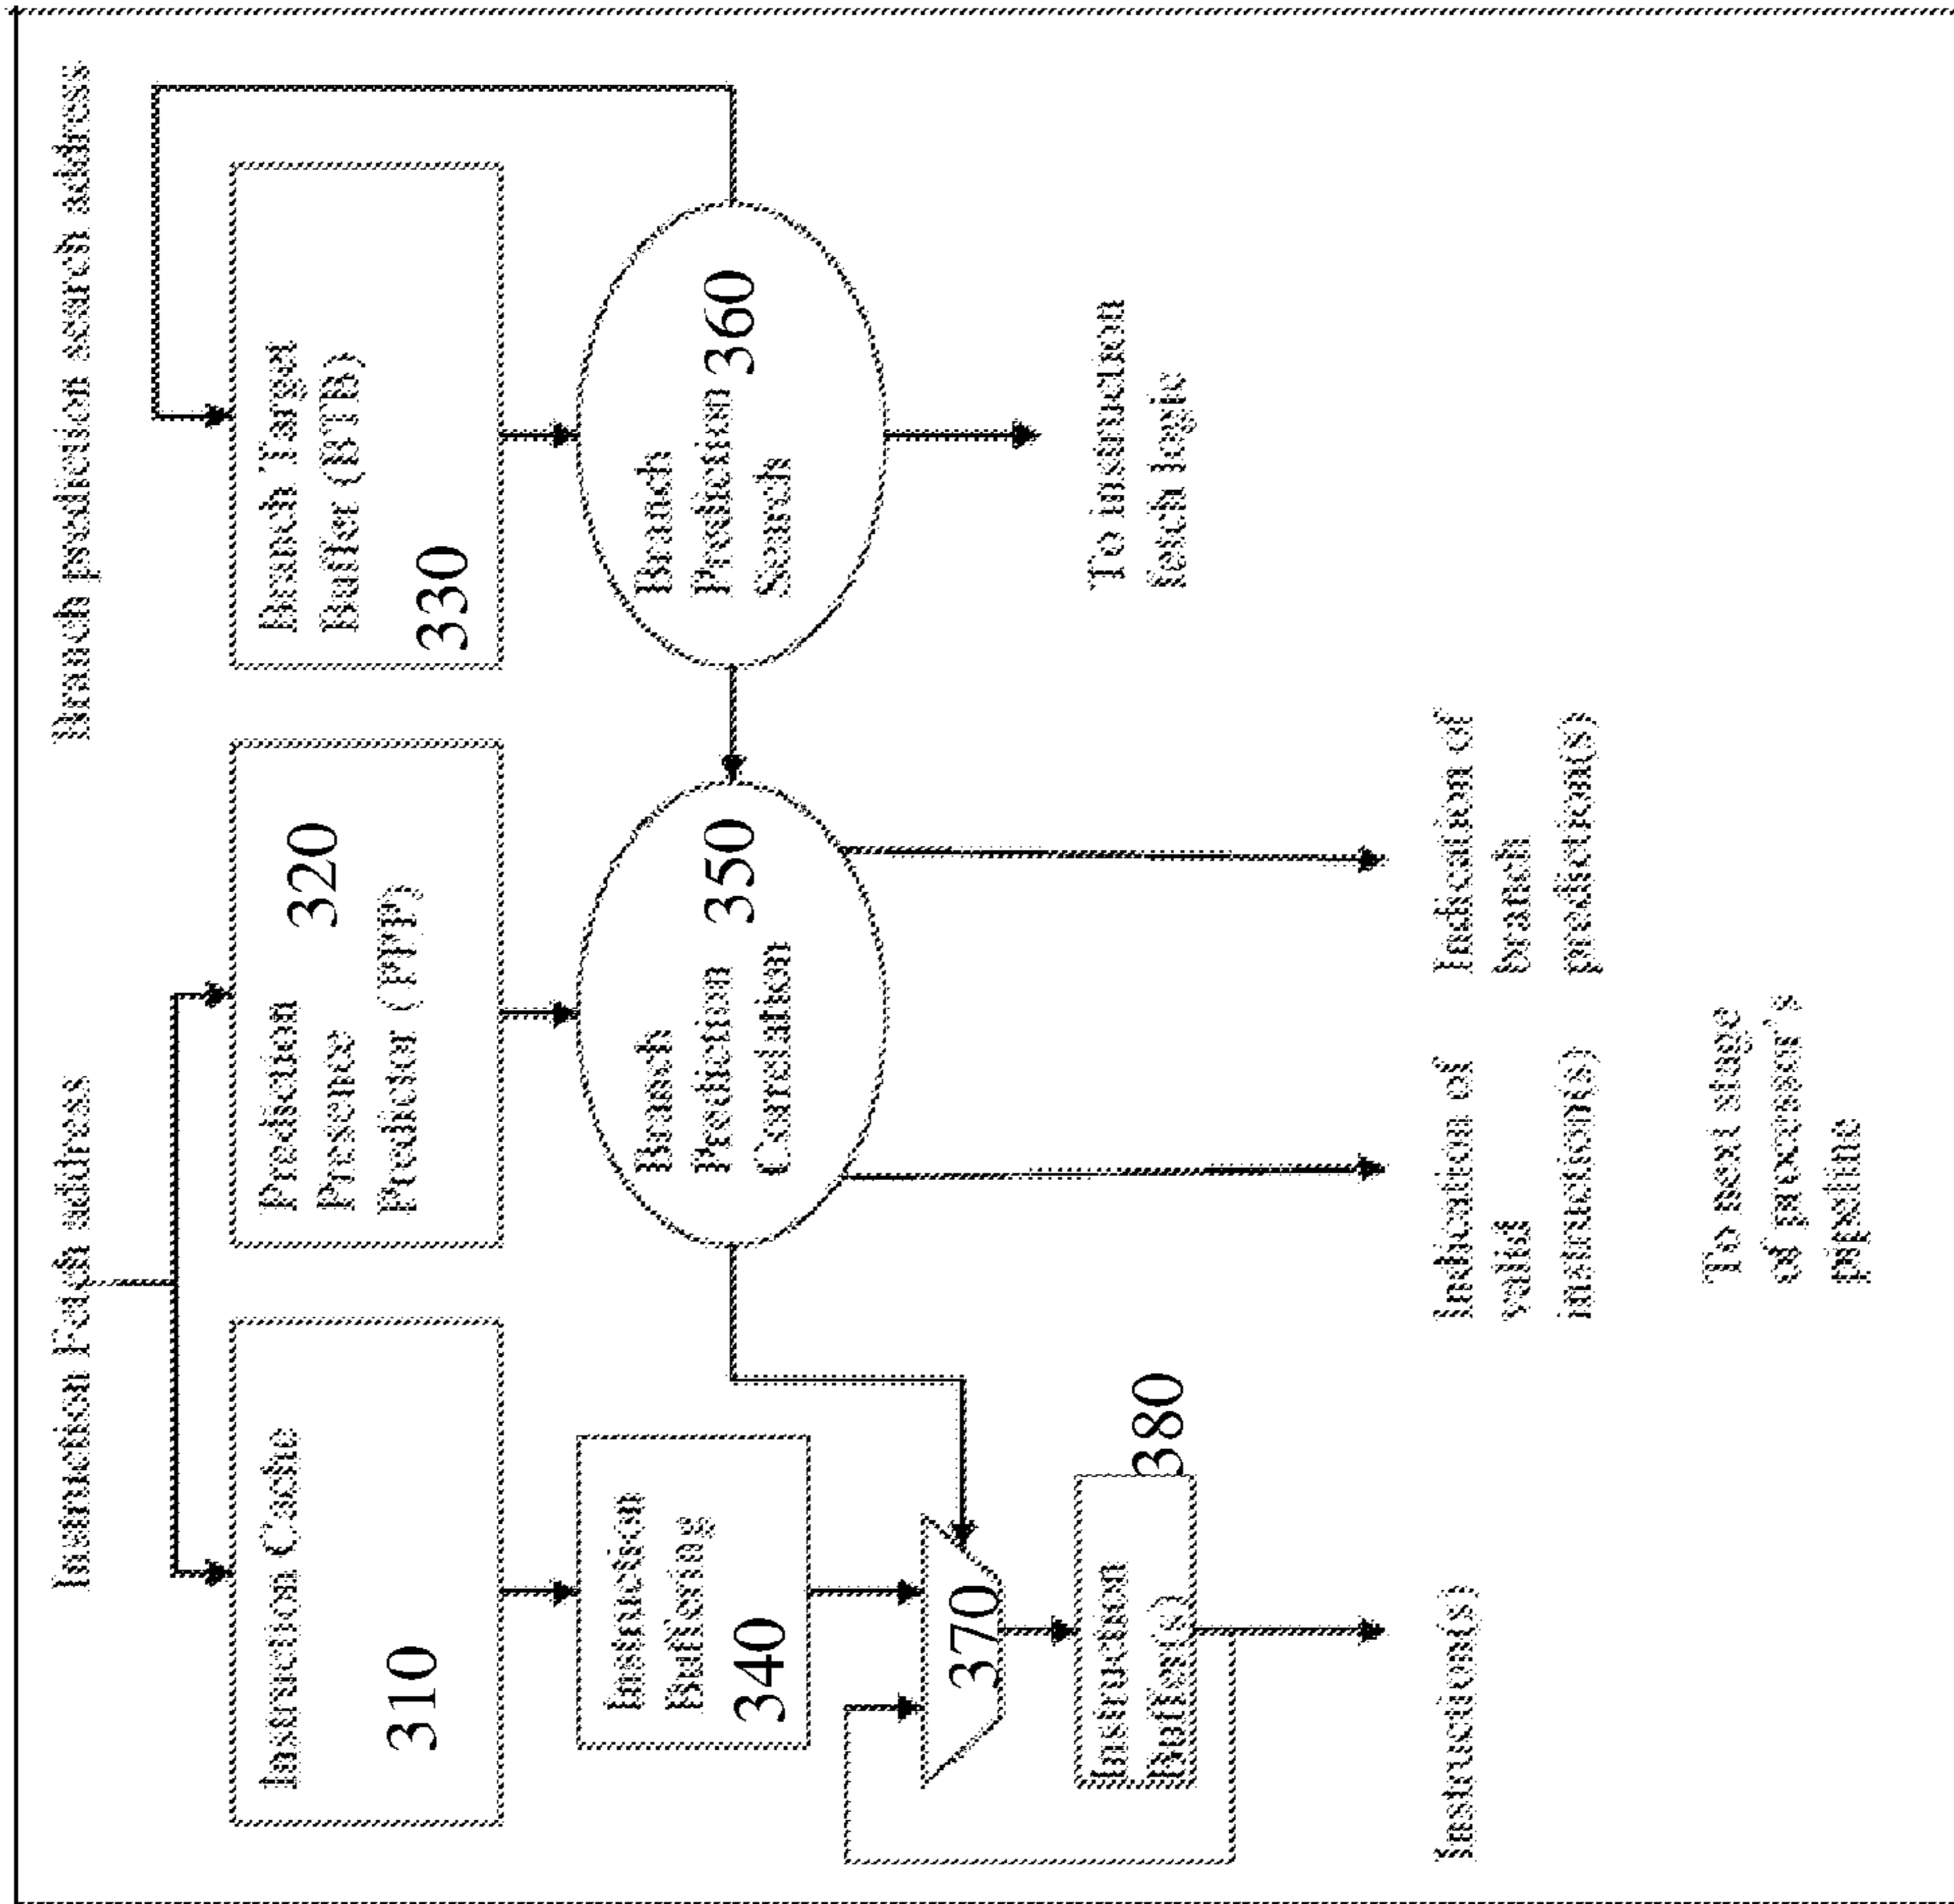 Instruction Fetch address
Branch prediction search address
Instruction Cache
310
Prediction
Presence
Predictor (PPP)
320
Branch Target
Buffer (BTB)
330
Instruction
Buffering
340
Branch
Prediction
Correlation
350
Branch
Prediction
Search
360
370
Instruction
Buffer(s)
380
To instruction
fetch logic
Instruction(s)
Indication of
valid
instruction(s)
Indication of
branch
prediction(s)
To next stage
of processor's
pipeline